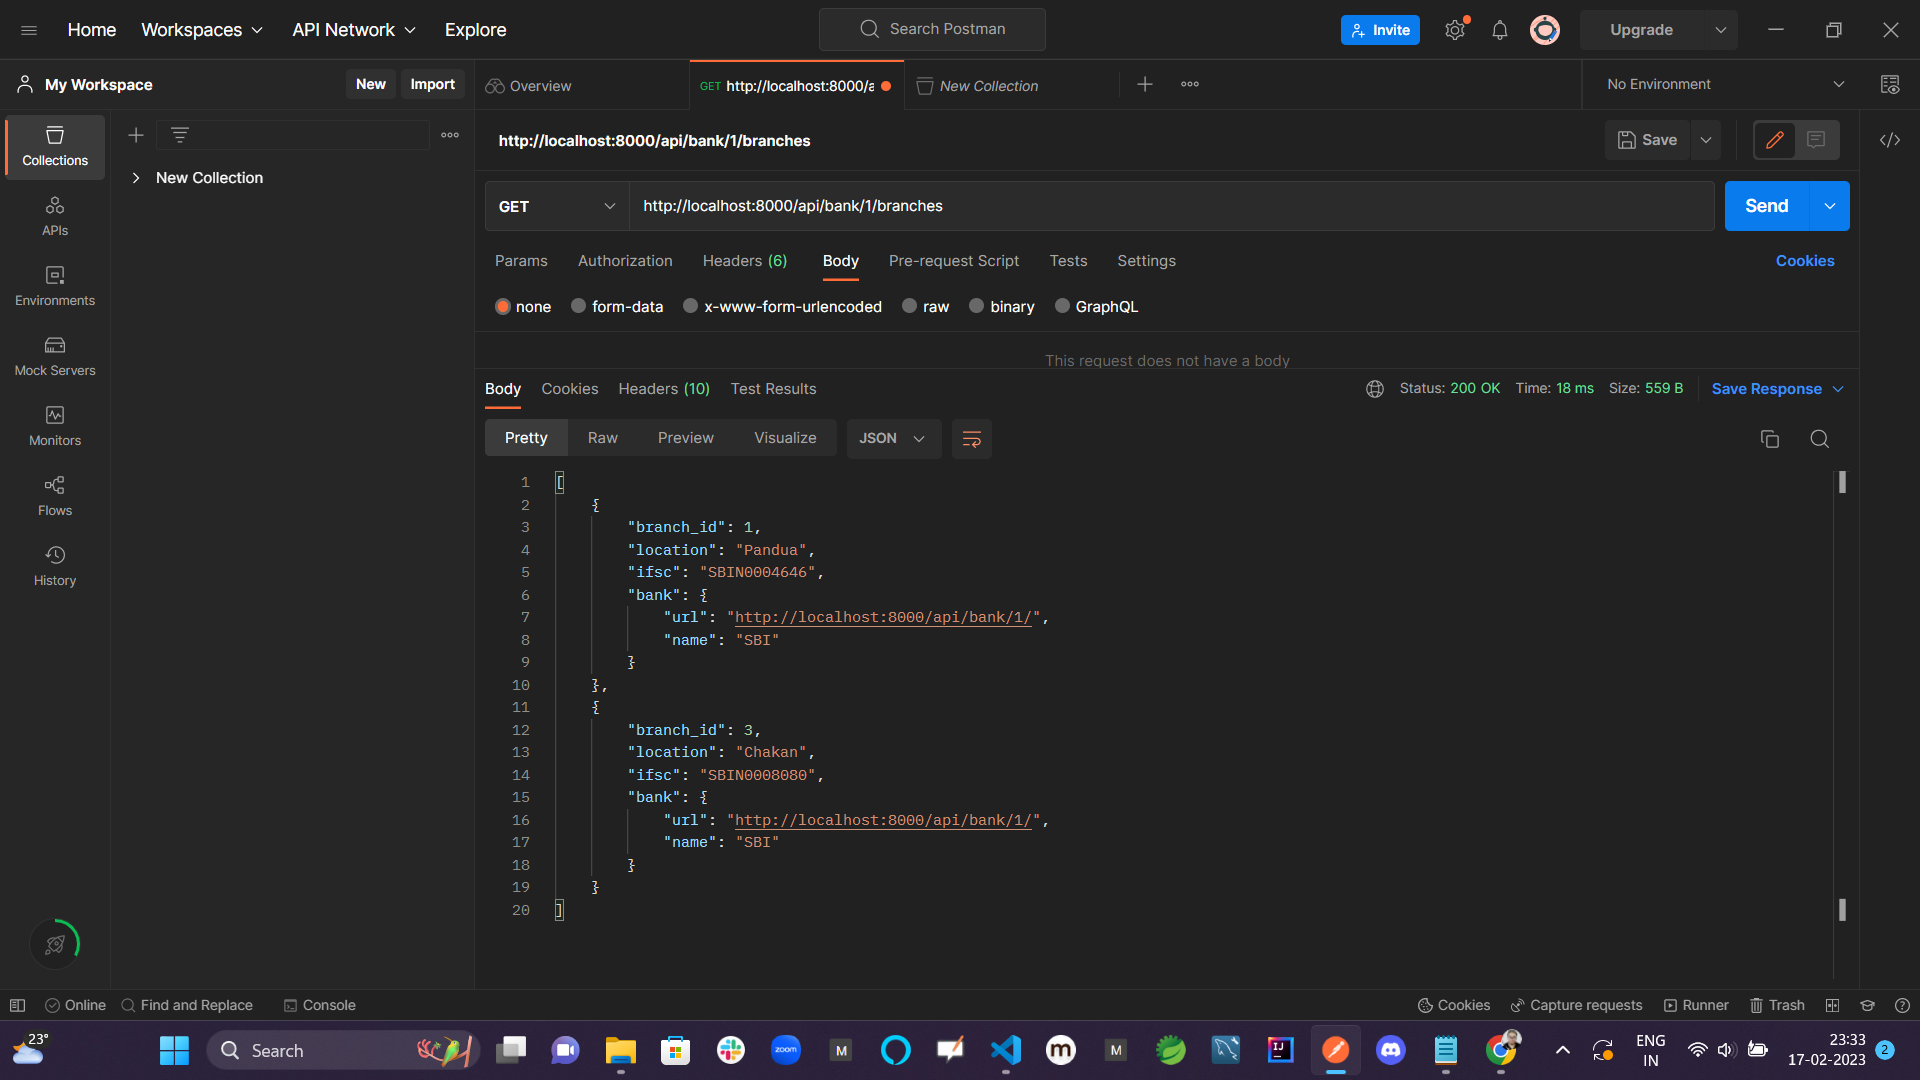 Home Workspaces API Network Explore Search Postman Invite Upgrade
My Workspace New Import Overview GET http://localhost:8000/a New Collection No Environment
http://localhost:8000/api/bank/1/branches Save
Collections
New Collection
APIs
Environments
Mock Servers
Monitors
Flows
History
GET http://localhost:8000/api/bank/1/branches Send
Params Authorization Headers (6) Body Pre-request Script Tests Settings Cookies
none form-data x-www-form-urlencoded raw binary GraphQL
This request does not have a body
Body Cookies Headers (10) Test Results Status: 200 OK Time: 18 ms Size: 559 B Save Response
Pretty Raw Preview Visualize JSON
1 [
2 {
3 "branch_id": 1,
4 "location": "Pandua",
5 "ifsc": "SBIN0004646",
6 "bank": {
7 "url": "http://localhost:8000/api/bank/1/",
8 "name": "SBI"
9 }
10 },
11 {
12 "branch_id": 3,
13 "location": "Chakan",
14 "ifsc": "SBIN0008080",
15 "bank": {
16 "url": "http://localhost:8000/api/bank/1/",
17 "name": "SBI"
18 }
19 }
20 ]
Online Find and Replace Console Cookies Capture requests Runner Trash
23° Search zoom M m M IJ ENG 23:33
IN 17-02-2023 2